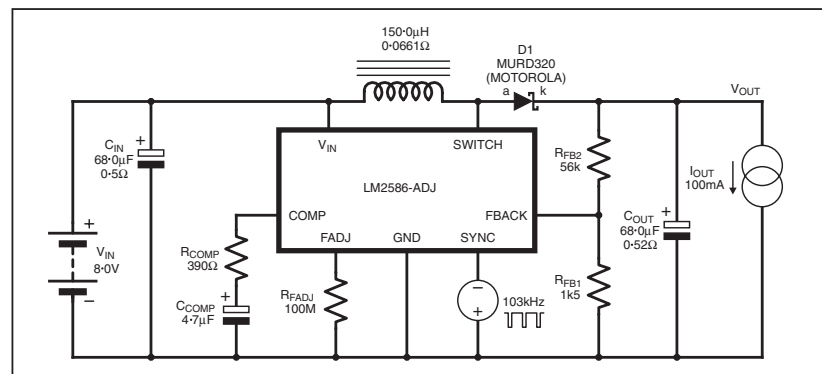 150·0μH
0·0661Ω
D1
MURD320
(MOTOROLA)
a
k
VOUT
CIN
68·0μF
0·5Ω
+
VIN
SWITCH
RFB2
56k
IOUT
100mA
LM2586-ADJ
COMP
FBACK
COUT
68·0μF
0·52Ω
+
FADJ
GND
SYNC
+
VIN
8·0V
−
RCOMP
390Ω
+
CCOMP
4·7μF
RFADJ
100M
−
+
103kHz
RFB1
1k5